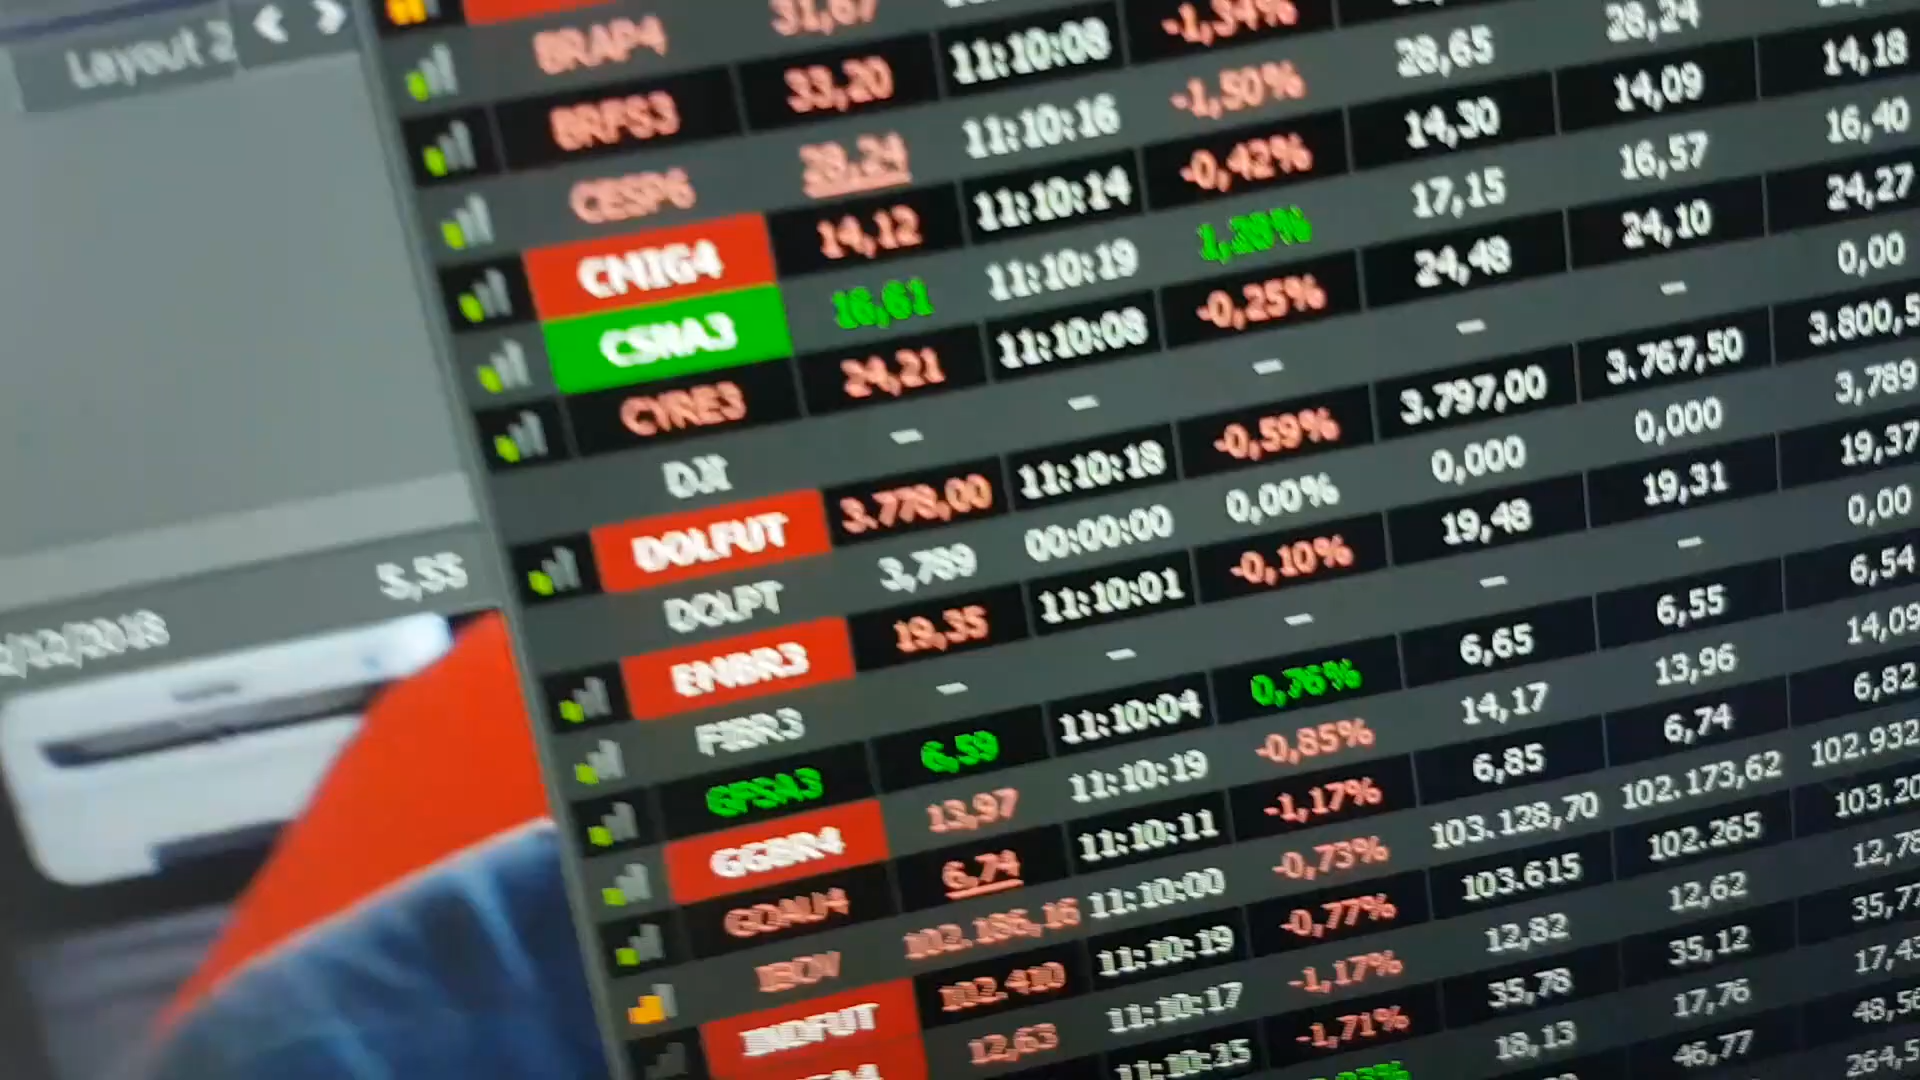 Layout 2
BRAP4 31,67
BRFS3 33,20 11:10:08 -1,34%
CESP6 28,24 11:10:16 -1,50% 28,65 28,24
CMIG4 14,12 11:10:14 -0,42% 14,30 14,09 14,18
CSNA3 16,61 11:10:19 1,28% 17,15 16,57 16,40
CYRE3 24,21 11:10:08 -0,25% 24,48 24,10 24,27
DJI – – – – – 0,00
DOLFUT 3.778,00 11:10:18 -0,59% 3.797,00 3.767,50 3.800,5
DOLPT 3,789 00:00:00 0,00% 0,000 0,000 3,789
EMBR3 19,35 11:10:01 -0,10% 19,48 19,31 19,37
FIBR3 – – – – – 0,00
GFSA3 6,59 11:10:04 0,76% 6,65 6,55 6,54
GGBR4 13,97 11:10:19 -0,85% 14,17 13,96 14,09
GOAU4 6,74 11:10:11 -1,17% 6,85 6,74 6,82
IBOV 102.186,16 11:10:00 -0,73% 103.128,70 102.173,62 102.932
INDFUT 102.410 11:10:19 -0,77% 103.615 102.265 103.20
12,63 11:10:17 -1,17% 12,82 12,62 12,78
11:10:15 -1,71% 35,78 35,12 35,77
18,13 17,76 17,43
46,77 48,56
264,5
5,55
/12/2018